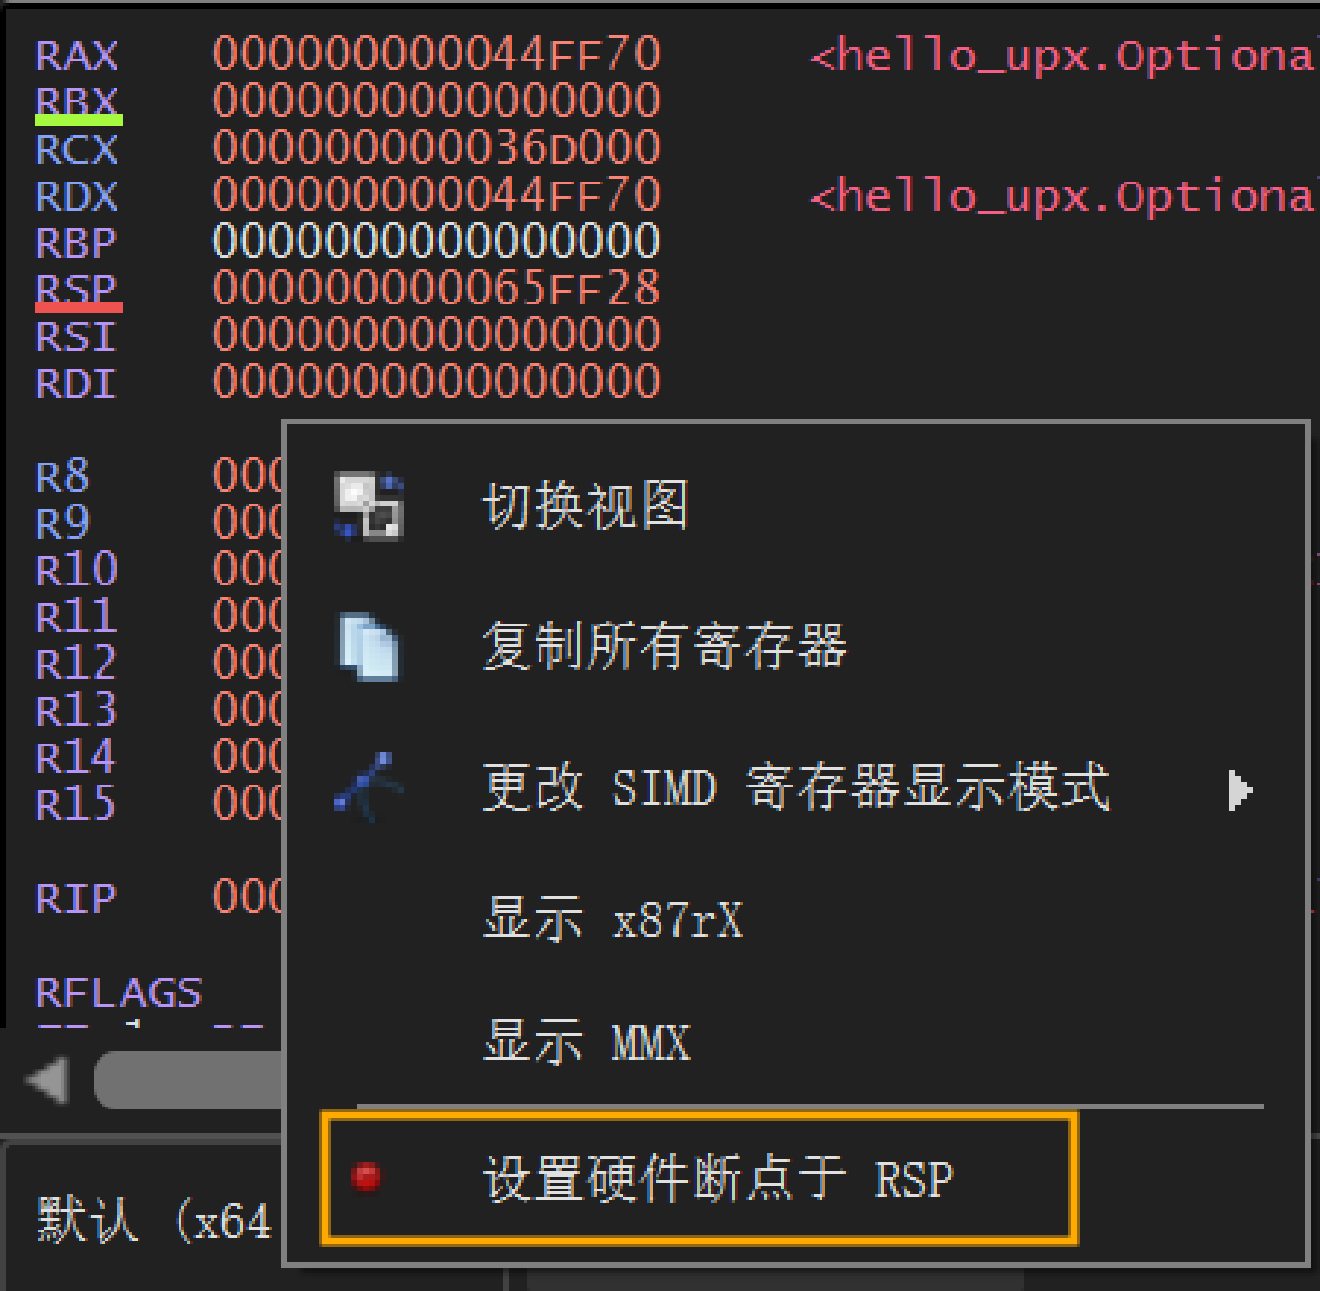 RAX 000000000044FF70 <hello_upx.Optiona
RBX 0000000000000000
RCX 000000000036D000
RDX 000000000044FF70 <hello_upx.Optiona
RBP 0000000000000000
RSP 000000000065FF28
RSI 0000000000000000
RDI 0000000000000000
R8 000
R9 000
R10 000
R11 000
R12 000
R13 000
R14 000
R15 000
RIP 000
RFLAGS
切换视图
复制所有寄存器
更改 SIMD 寄存器显示模式
显示 x87rX
显示 MMX
设置硬件断点于 RSP
默认 (x64